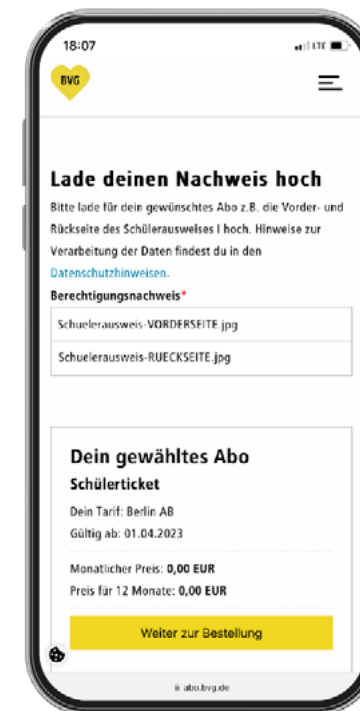 18:07
LTE
BVG
Lade deinen Nachweis hoch
Bitte lade für dein gewünschtes Abo z.B. die Vorder- und
Rückseite des Schülerausweises I hoch. Hinweise zur
Verarbeitung der Daten findest du in den
Datenschutzhinweisen.
Berechtigungsnachweis*
Schuelerausweis-VORDERSEITE.jpg
Schuelerausweis-RUECKSEITE.jpg
Dein gewähltes Abo
Schülerticket
Dein Tarif: Berlin AB
Gültig ab: 01.04.2023
Monatlicher Preis: 0,00 EUR
Preis für 12 Monate: 0,00 EUR
Weiter zur Bestellung
abo.bvg.de